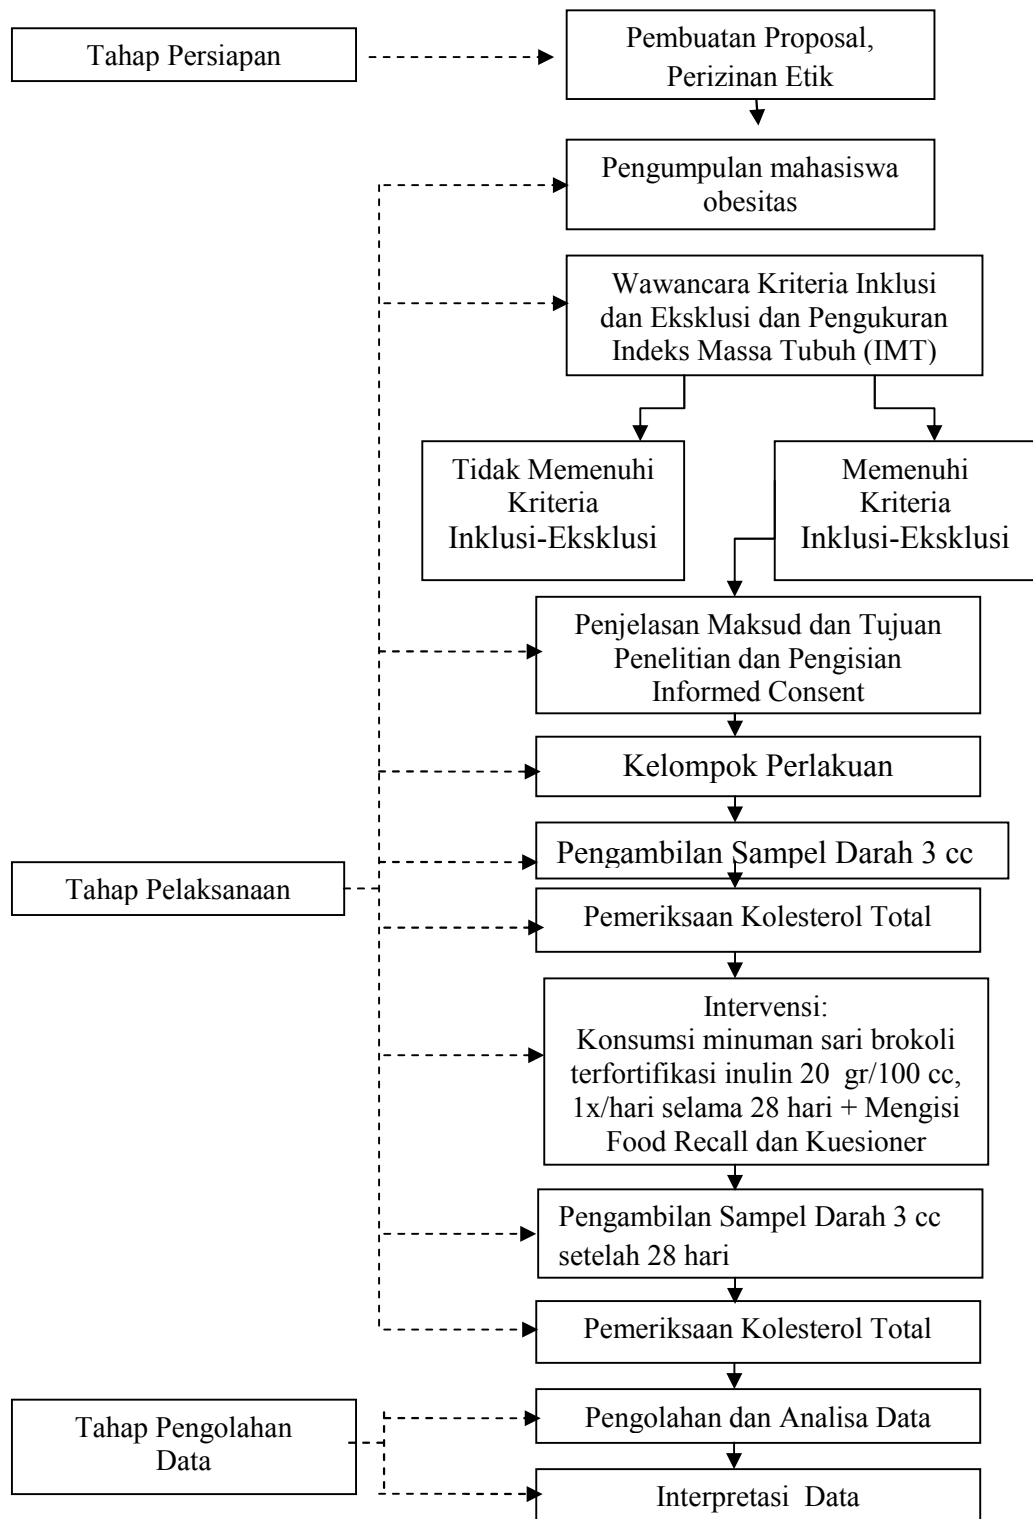 Tahap Persiapan
Pembuatan Proposal,
Perizinan Etik
Pengumpulan mahasiswa
obesitas
Wawancara Kriteria Inklusi
dan Eksklusi dan Pengukuran
Indeks Massa Tubuh (IMT)
Tidak Memenuhi
Kriteria
Inklusi-Eksklusi
Memenuhi
Kriteria
Inklusi-Eksklusi
Penjelasan Maksud dan Tujuan
Penelitian dan Pengisian
Informed Consent
Kelompok Perlakuan
Pengambilan Sampel Darah 3 cc
Tahap Pelaksanaan
Pemeriksaan Kolesterol Total
Intervensi:
Konsumsi minuman sari brokoli
terfortifikasi inulin 20 gr/100 cc,
1x/hari selama 28 hari + Mengisi
Food Recall dan Kuesioner
Pengambilan Sampel Darah 3 cc
setelah 28 hari
Pemeriksaan Kolesterol Total
Tahap Pengolahan
Data
Pengolahan dan Analisa Data
Interpretasi Data